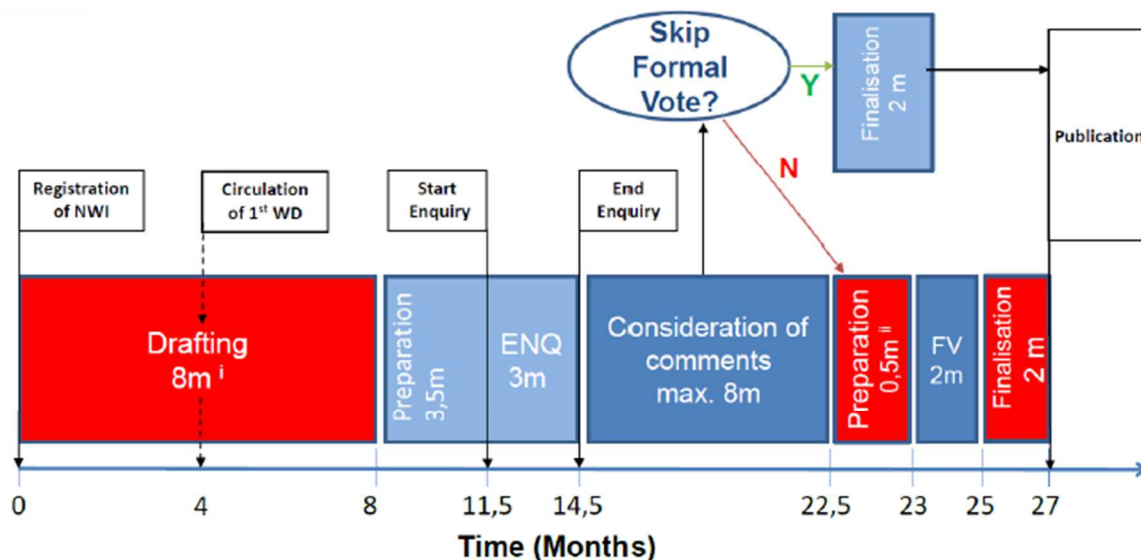 Skip
Formal
Vote?
Y
Finalisation
2 m
Publication
N
Registration
of NWI
Circulation
of 1st WD
Start
Enquiry
End
Enquiry
Drafting
8m i
Preparation
3,5m
ENQ
3m
Consideration of
comments
max. 8m
Preparation
0,5m ii
FV
2m
Finalisation
2 m
0 4 8 11,5 14,5 22,5 23 25 27
Time (Months)